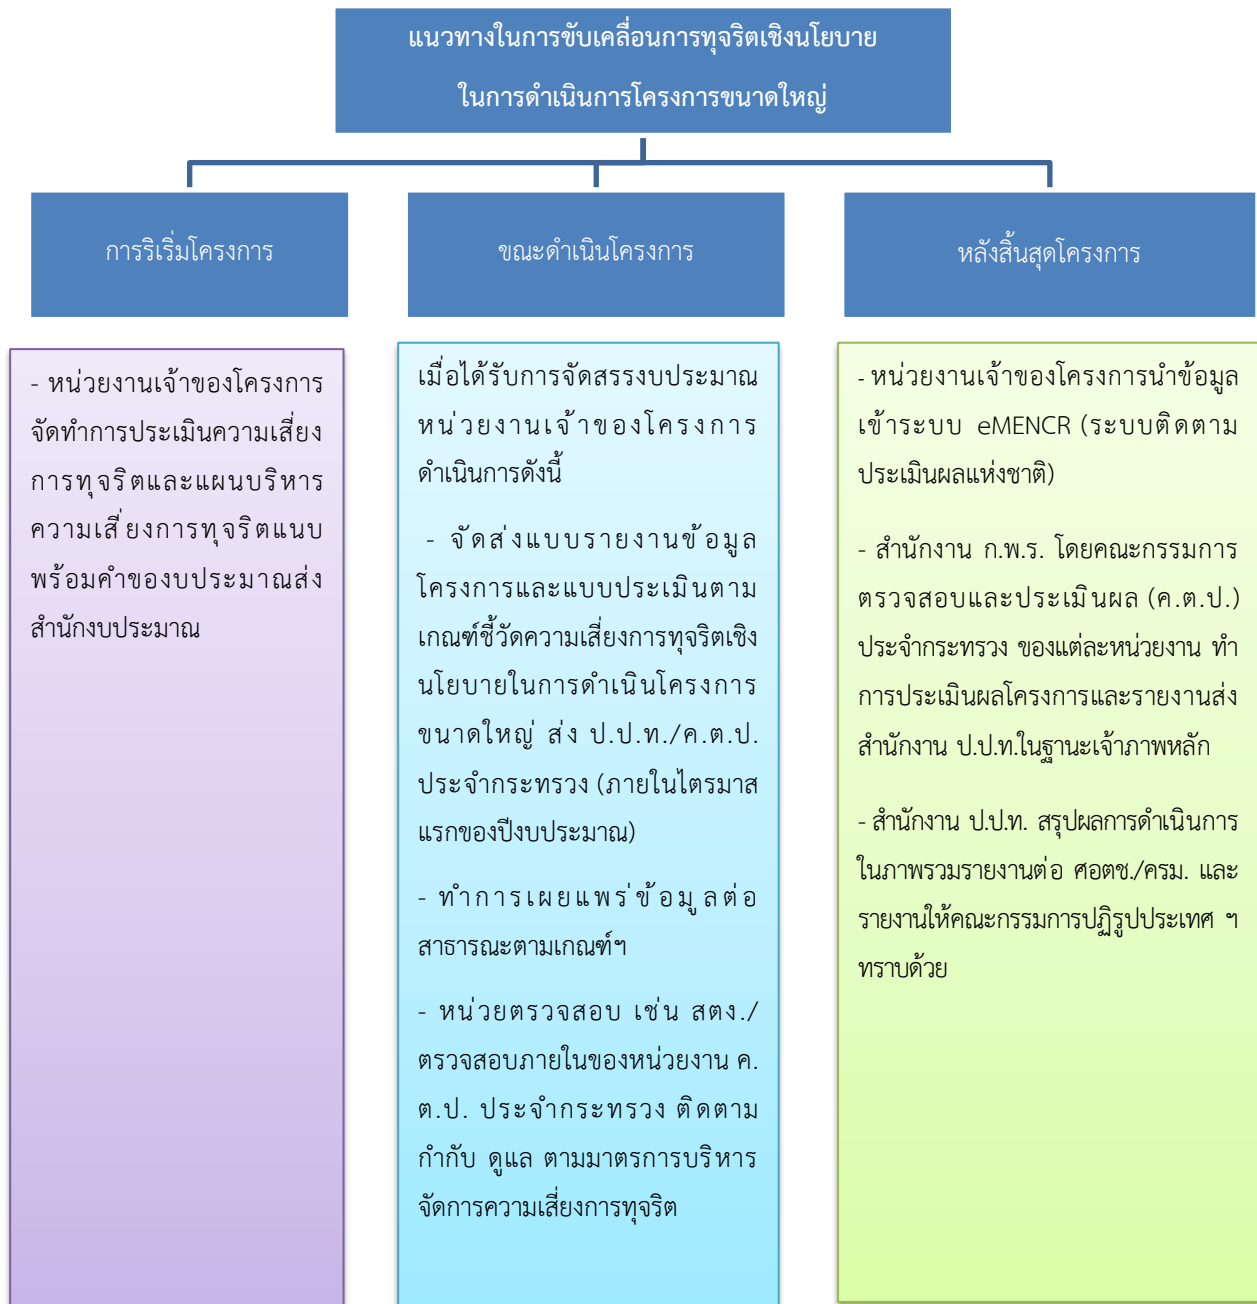 แนวทางในการขับเคลื่อนการทุจริตเชิงนโยบาย
ในการดำเนินการโครงการขนาดใหญ่
การริเริ่มโครงการ
ขณะดำเนินโครงการ
หลังสิ้นสุดโครงการ
- หน่วยงานเจ้าของโครงการ
จัดทำการประเมินความเสี่ยง
การทุจริตและแผนบริหาร
ความเสี่ยงการทุจริตแนบ
พร้อมคำของบประมาณส่ง
สำนักงบประมาณ
เมื่อได้รับการจัดสรรงบประมาณ
หน่วยงานเจ้าของโครงการ
ดำเนินการดังนี้
- จัดส่งแบบรายงานข้อมูล
โครงการและแบบประเมินตาม
เกณฑ์ชี้วัดความเสี่ยงการทุจริตเชิง
นโยบายในการดำเนินโครงการ
ขนาดใหญ่ ส่ง ป.ป.ท./ค.ต.ป.
ประจำกระทรวง (ภายในไตรมาส
แรกของปีงบประมาณ)
- ทำการเผยแพร่ข้อมูลต่อ
สาธารณะตามเกณฑ์ฯ
- หน่วยตรวจสอบ เช่น สตง./
ตรวจสอบภายในของหน่วยงาน ค.
ต.ป. ประจำกระทรวง ติดตาม
กำกับ ดูแล ตามมาตรการบริหาร
จัดการความเสี่ยงการทุจริต
- หน่วยงานเจ้าของโครงการนำข้อมูล
เข้าระบบ eMENCR (ระบบติดตาม
ประเมินผลแห่งชาติ)
- สำนักงาน ก.พ.ร. โดยคณะกรรมการ
ตรวจสอบและประเมินผล (ค.ต.ป.)
ประจำกระทรวง ของแต่ละหน่วยงาน ทำ
การประเมินผลโครงการและรายงานส่ง
สำนักงาน ป.ป.ท.ในฐานะเจ้าภาพหลัก
- สำนักงาน ป.ป.ท. สรุปผลการดำเนินการ
ในภาพรวมรายงานต่อ ศอตช./ครม. และ
รายงานให้คณะกรรมการปฏิรูปประเทศ ฯ
ทราบด้วย